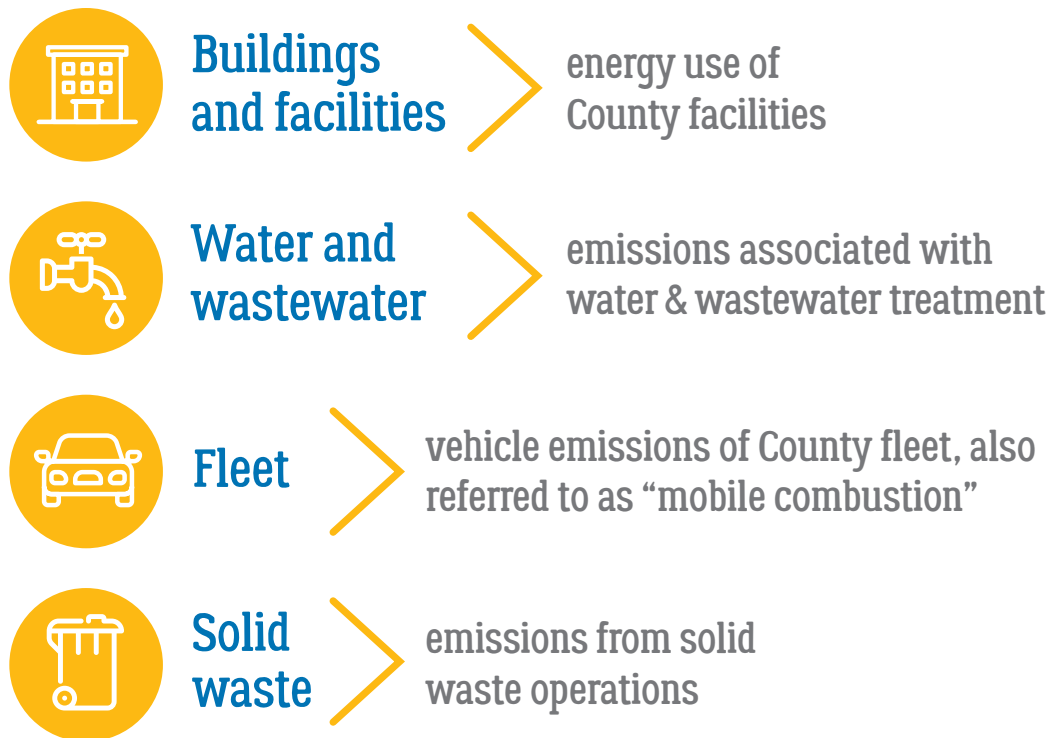 Buildings
and facilities
energy use of
County facilities
Water and
wastewater
emissions associated with
water & wastewater treatment
Fleet
vehicle emissions of County fleet, also
referred to as “mobile combustion”
Solid
waste
emissions from solid
waste operations